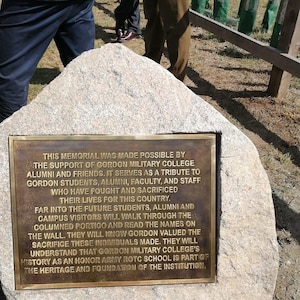 THIS MEMORIAL WAS MADE POSSIBLE BY
THE SUPPORT OF GORDON MILITARY COLLEGE
ALUMNI AND FRIENDS. IT SERVES AS A TRIBUTE TO
GORDON STUDENTS, ALUMNI, FACULTY, AND STAFF
WHO HAVE FOUGHT AND SACRIFICED
THEIR LIVES FOR THIS COUNTRY.
FAR INTO THE FUTURE STUDENTS, ALUMNI AND
CAMPUS VISITORS WILL WALK THROUGH THE
COLUMNED PORTICO AND READ THE NAMES ON
THE WALL. THEY WILL KNOW GORDON VALUED THE
SACRIFICE THESE INDIVIDUALS MADE. THEY WILL
UNDERSTAND THAT GORDON MILITARY COLLEGE'S
HISTORY AS AN HONOR ARMY ROTC SCHOOL IS PART OF
THE HERITAGE AND FOUNDATION OF THE INSTITUTION.